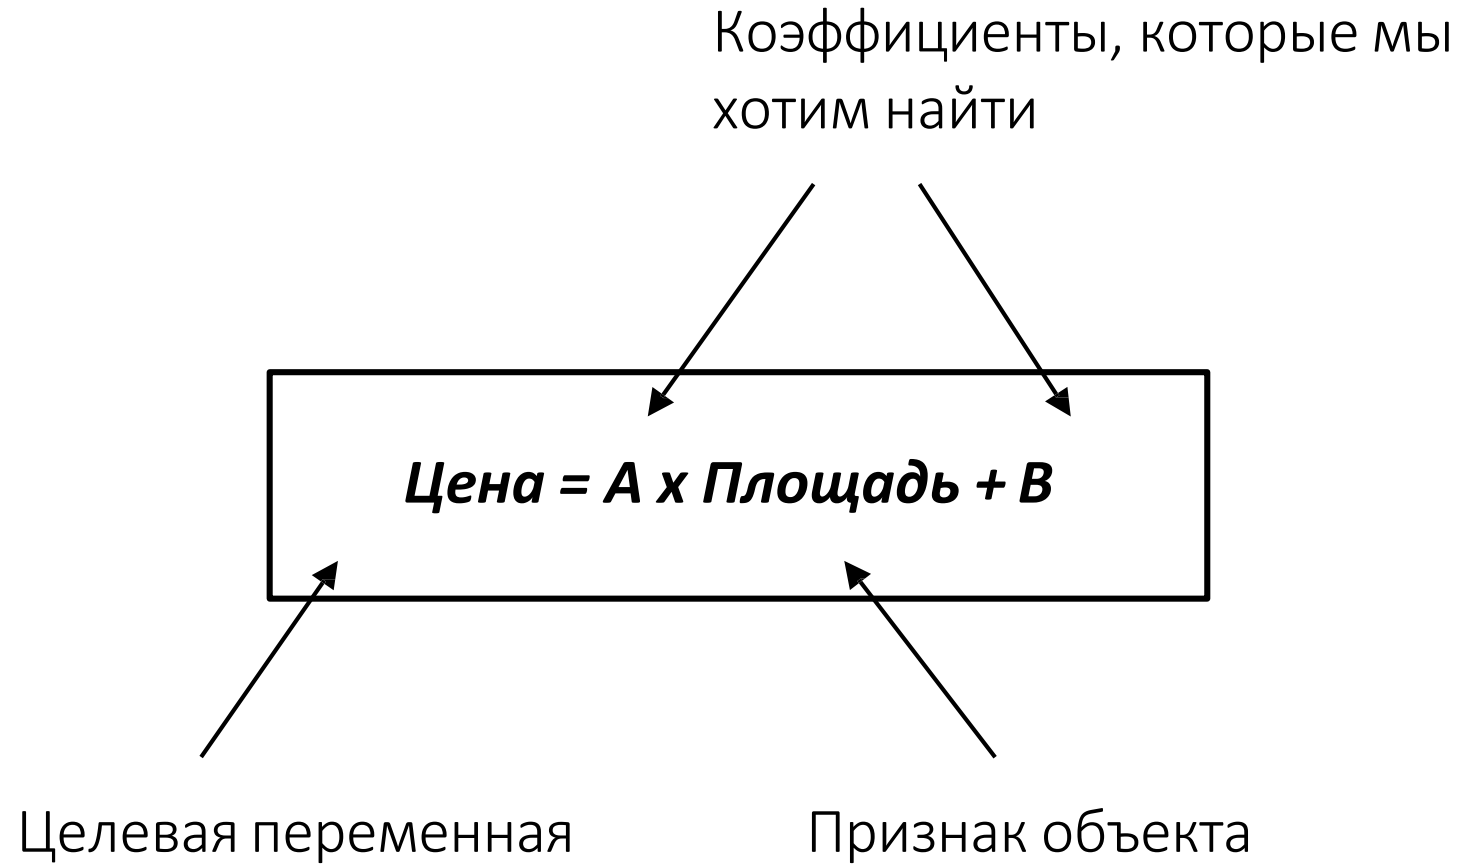 Коэффициенты, которые мы
хотим найти
Цена = А х Площадь + В
Целевая переменная
Признак объекта